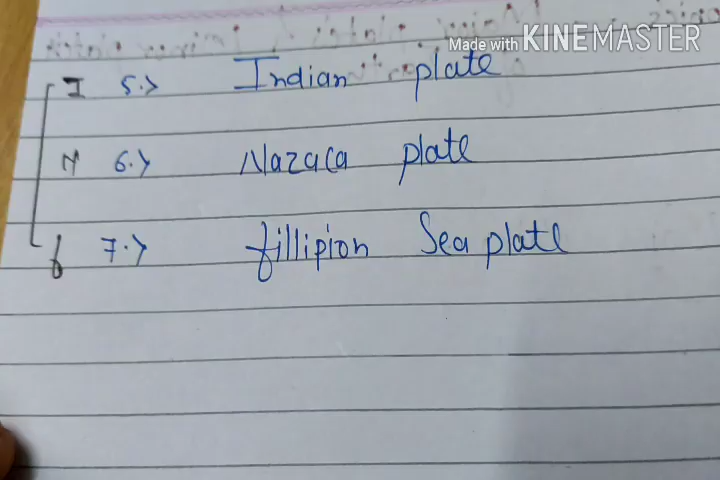 Made with KINEMASTER
I 5.> Indian plate
N 6.> Nazaca plate
f 7.> fillipion Sea plate